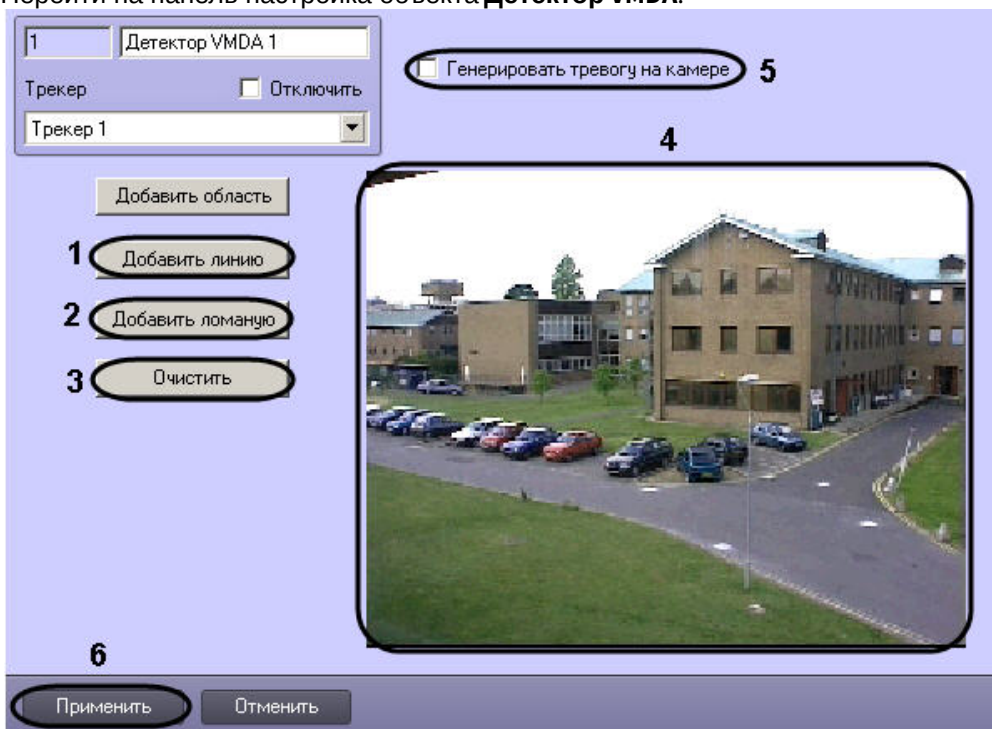 Перейти на панель настройка объекта Детектор VMDA.
1 Детектор VMDA 1
Трекер Отключить
Трекер 1
Генерировать тревогу на камере 5
4
Добавить область
1 Добавить линию
2 Добавить ломаную
3 Очистить
6
Применить Отменить